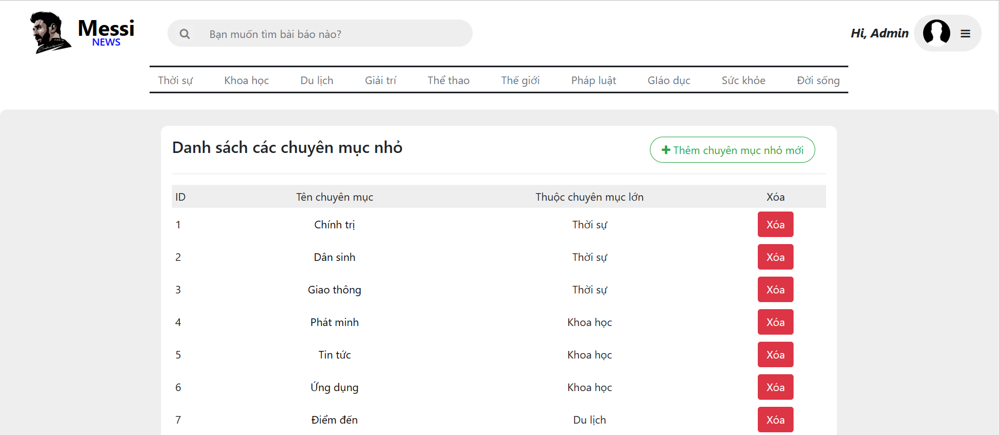 Messi
NEWS
Bạn muốn tìm bài báo nào?
Hi, Admin
Thời sự Khoa học Du lịch Giải trí Thể thao Thế giới Pháp luật GIáo dục Sức khỏe Đời sống
Danh sách các chuyên mục nhỏ
Thêm chuyên mục nhỏ mới
ID Tên chuyên mục Thuộc chuyên mục lớn Xóa
1 Chính trị Thời sự Xóa
2 Dân sinh Thời sự Xóa
3 Giao thông Thời sự Xóa
4 Phát minh Khoa học Xóa
5 Tin tức Khoa học Xóa
6 Ứng dụng Khoa học Xóa
7 Điểm đến Du lịch Xóa